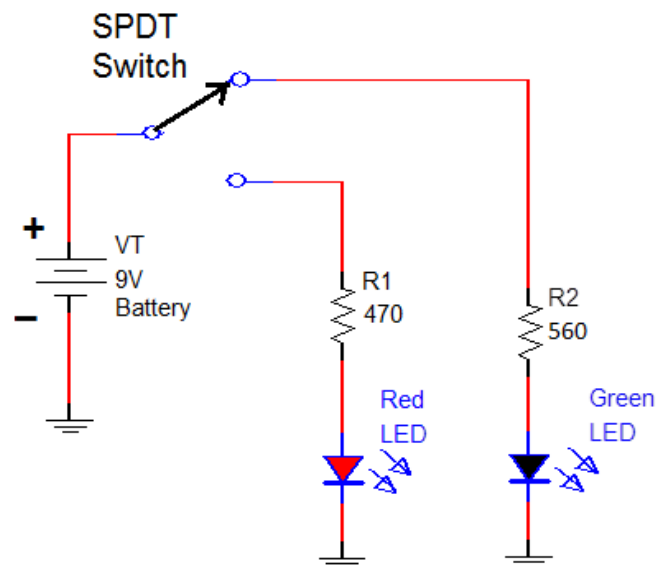 SPDT
Switch
+
VT
9V
Battery
−
R1
470
R2
560
Red
LED
Green
LED